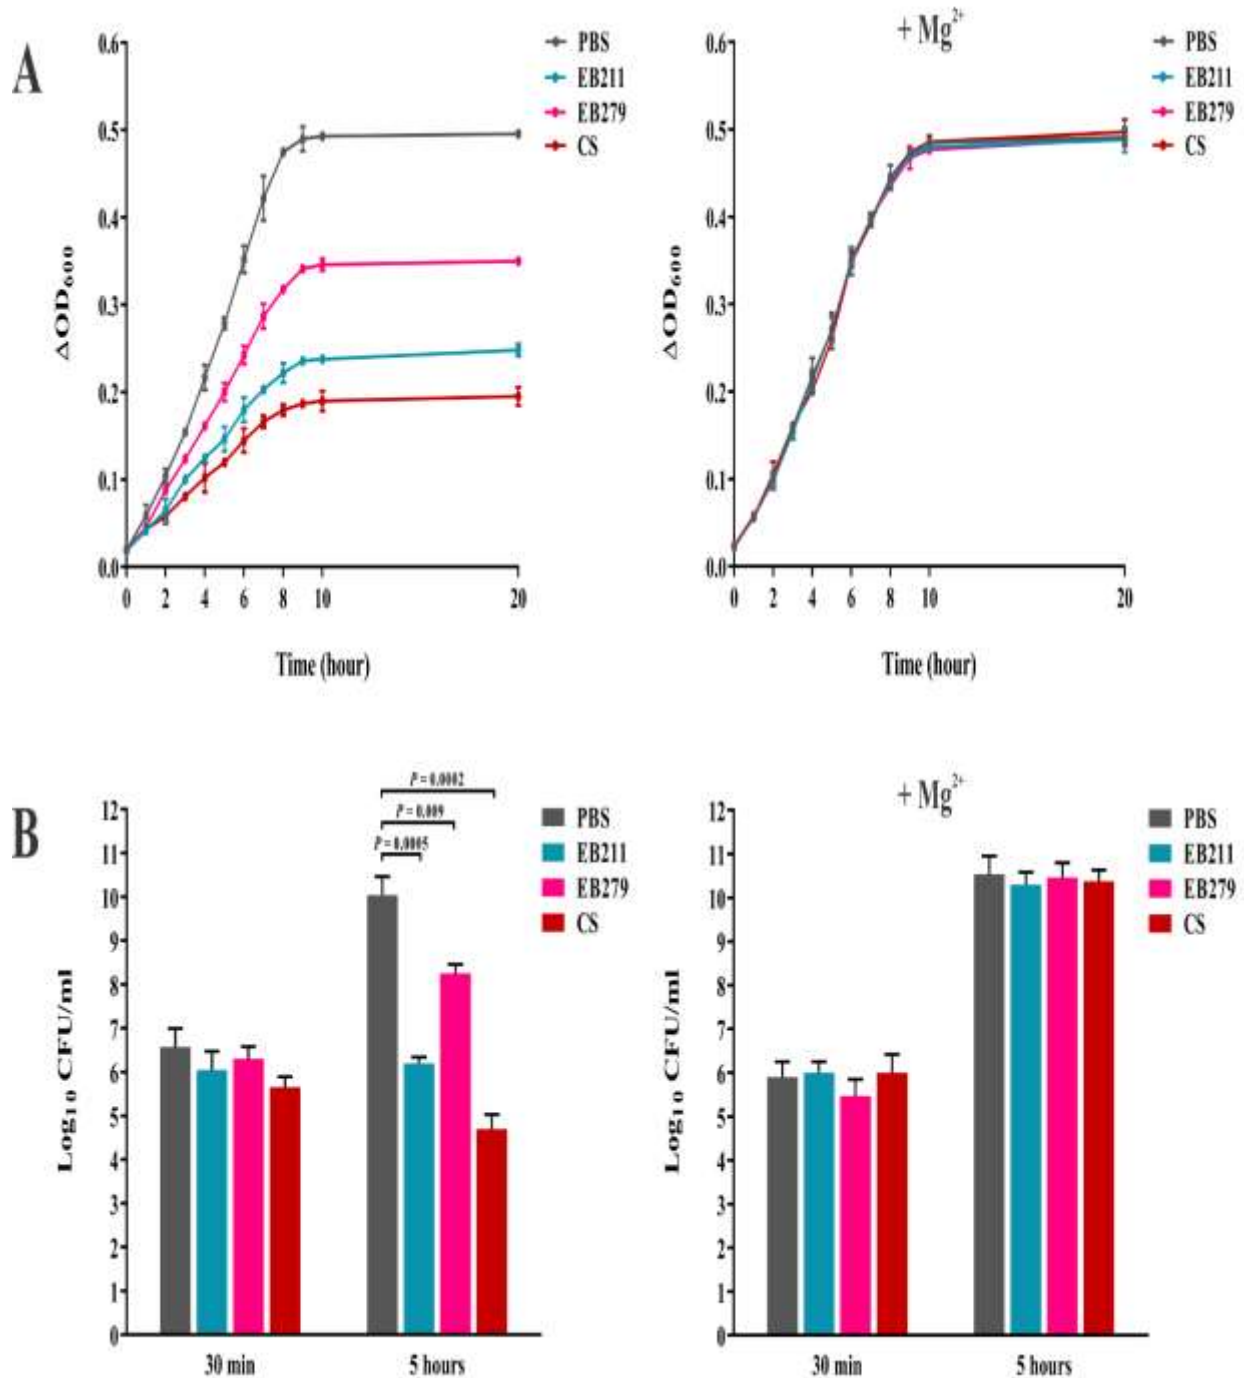 A
+ Mg²⁺
0.6
0.5
0.4
0.3
0.2
0.1
0.0
ΔOD₆₀₀
0 2 4 6 8 10 20
Time (hour)
PBS
EB211
EB279
CS
0.6
0.5
0.4
0.3
0.2
0.1
0.0
ΔOD₆₀₀
0 2 4 6 8 10 20
Time (hour)
PBS
EB211
EB279
CS
B
P = 0.0002
P = 0.009
P = 0.0005
12
11
10
9
8
7
6
5
4
3
2
1
0
Log₁₀ CFU/ml
30 min 5 hours
PBS
EB211
EB279
CS
+ Mg²⁺
12
11
10
9
8
7
6
5
4
3
2
1
0
Log₁₀ CFU/ml
30 min 5 hours
PBS
EB211
EB279
CS